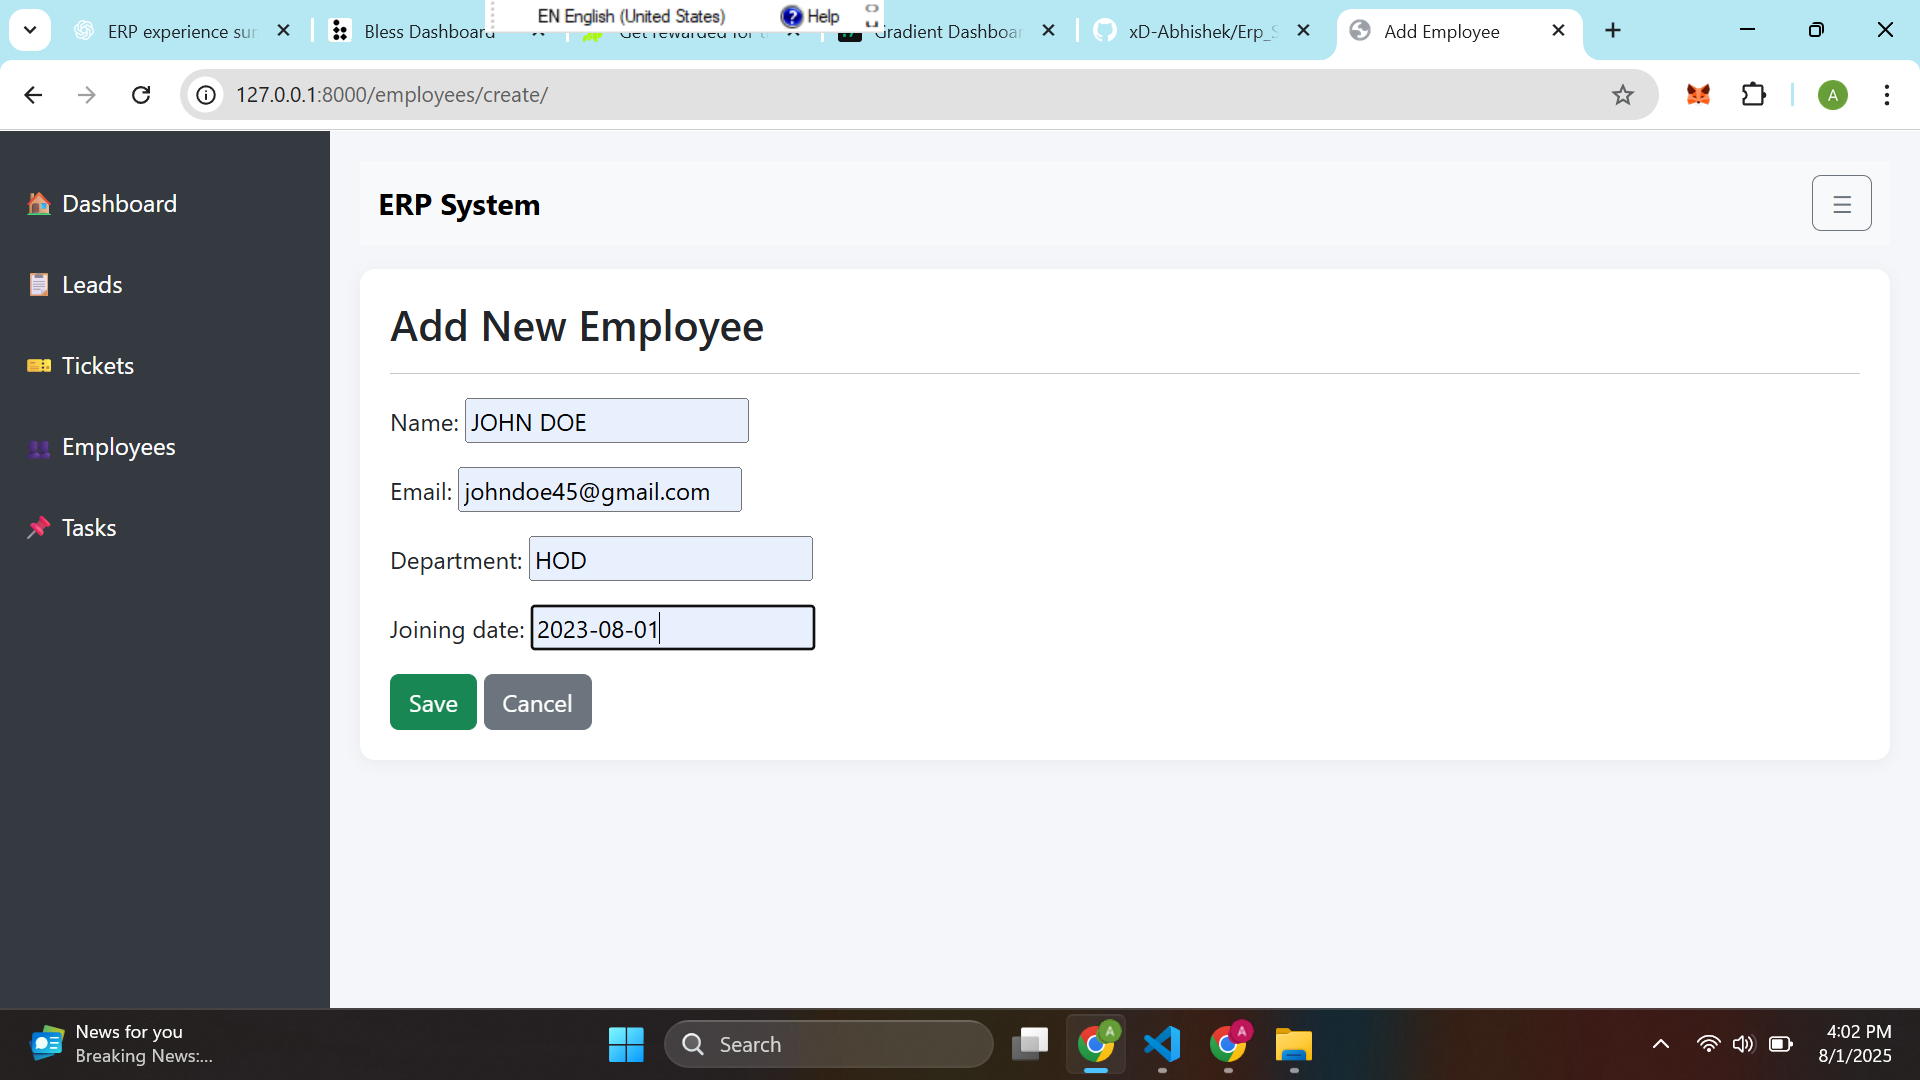 ERP experience sur
Bless Dashboard
EN English (United States)
Help
Gradient Dashboar
xD-Abhishek/Erp_S
Add Employee
127.0.0.1:8000/employees/create/
A
Dashboard
Leads
Tickets
Employees
Tasks
ERP System
☰
Add New Employee
Name: JOHN DOE
Email: johndoe45@gmail.com
Department: HOD
Joining date: 2023-08-01
Save Cancel
News for you
Breaking News:...
Search
A
A
4:02 PM
8/1/2025